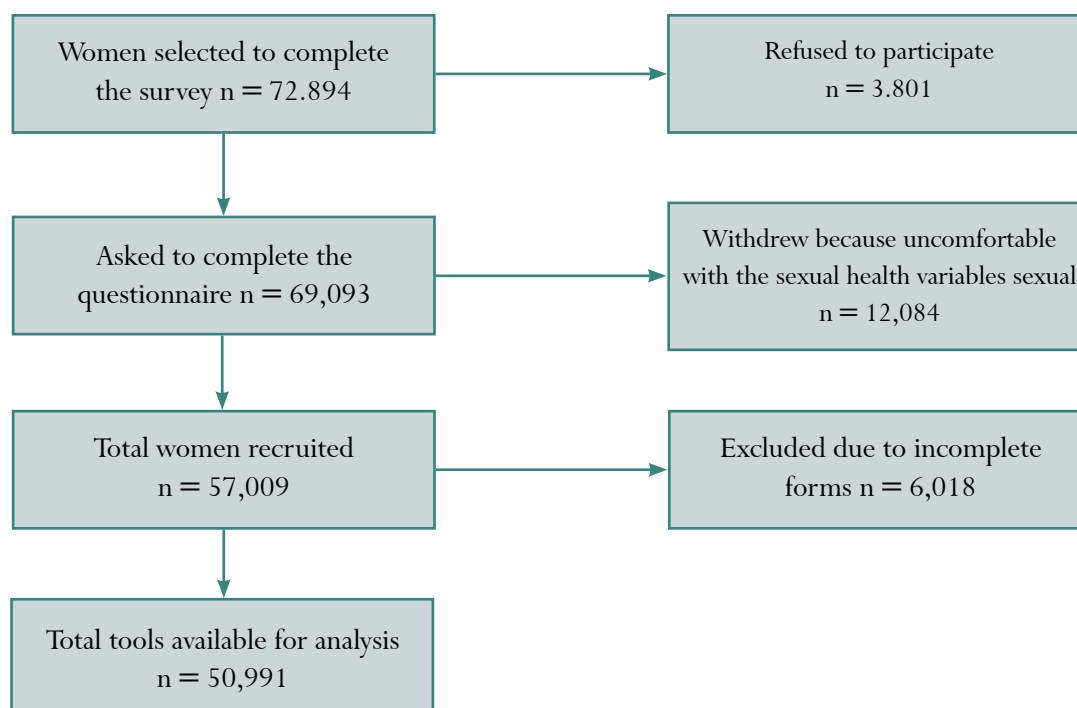 Women selected to complete
the survey n = 72.894
Refused to participate
n = 3.801
Asked to complete the
questionnaire n = 69,093
Withdrew because uncomfortable
with the sexual health variables sexual
n = 12,084
Total women recruited
n = 57,009
Excluded due to incomplete
forms n = 6,018
Total tools available for analysis
n = 50,991